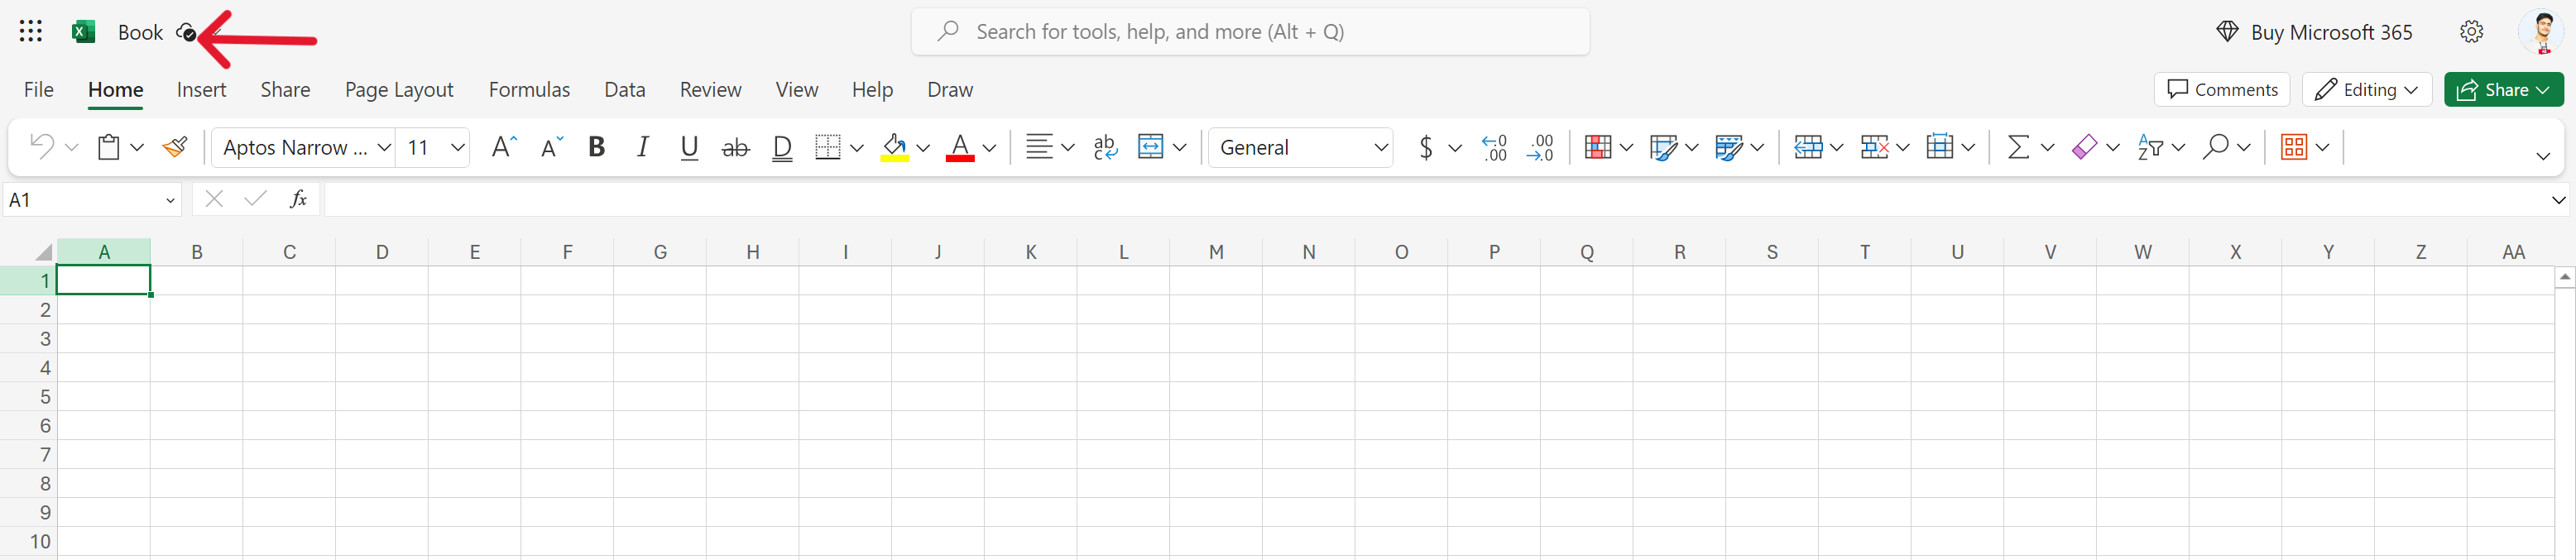 Book
Search for tools, help, and more (Alt + Q)
Buy Microsoft 365
File Home Insert Share Page Layout Formulas Data Review View Help Draw
Comments Editing Share
Aptos Narrow ... 11 A A B I U ab D A ab c General $ .0 .00 .00 .0 A Z
A1 fx
A B C D E F G H I J K L M N O P Q R S T U V W X Y Z AA
1
2
3
4
5
6
7
8
9
10